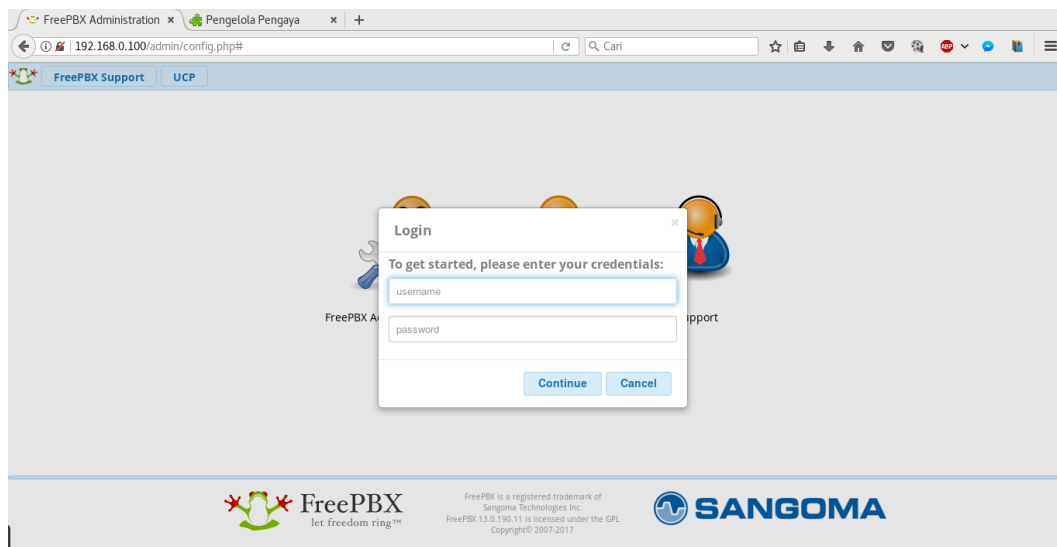 FreePBX Administration
Pengelola Pengaya
192.168.0.100/admin/config.php#
Cari
ABP
FreePBX Support
UCP
Login
To get started, please enter your credentials:
username
password
Continue
Cancel
FreePBX A
pport
FreePBX
let freedom ring™
FreePBX is a registered trademark of
Sangoma Technologies Inc.
FreePBX 13.0.190.11 is licensed under the GPL
Copyright© 2007-2017
SANGOMA